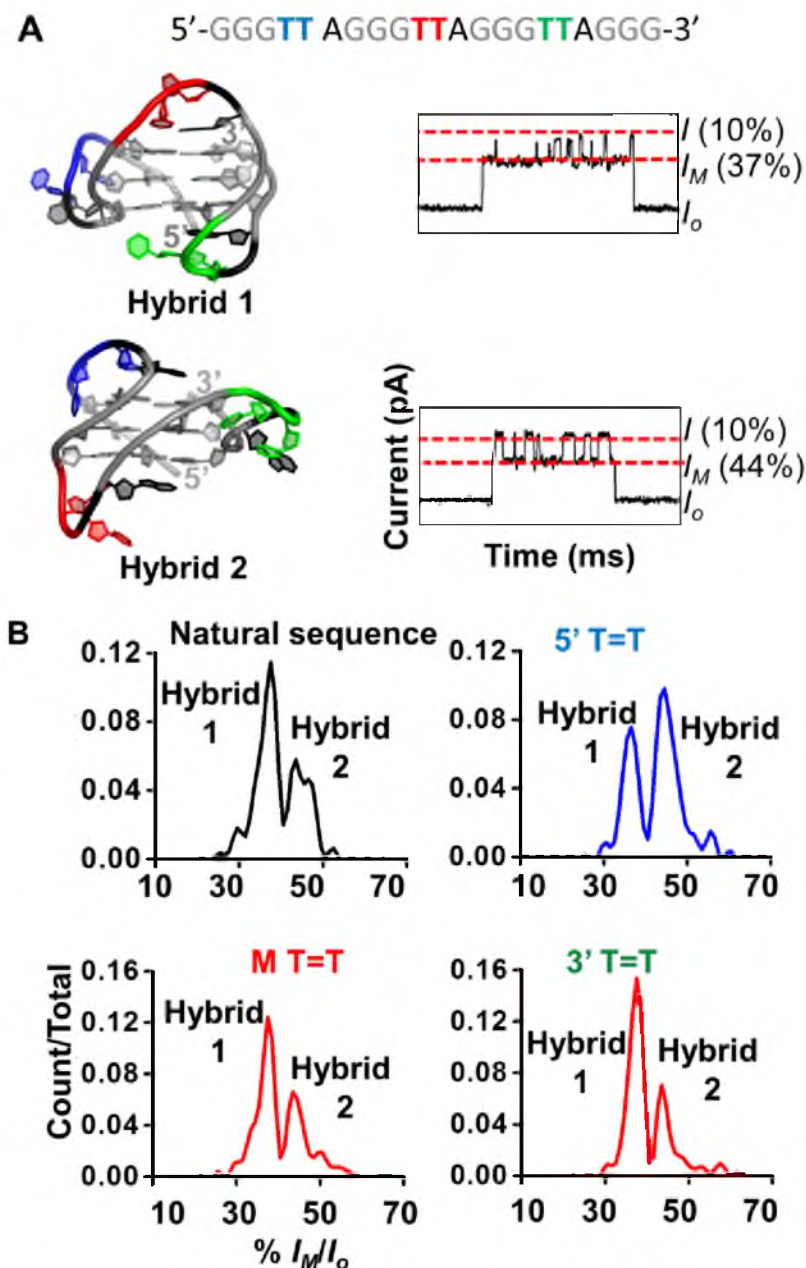 A
5'-GGGTT AGGGTTAGGGTTAGGG-3'
3'
5'
Hybrid 1
I (10%)
I_M (37%)
I_o
3'
5'
Hybrid 2
Current (pA)
I (10%)
I_M (44%)
I_o
Time (ms)
B
Natural sequence
0.12
0.08
0.04
0.00
Hybrid
1
Hybrid
2
10 30 50 70
5' T=T
0.12
0.08
0.04
0.00
Hybrid
1
Hybrid
2
10 30 50 70
Count/Total
M T=T
0.16
0.12
0.08
0.04
0.00
Hybrid
1
Hybrid
2
10 30 50 70
% I_M/I_o
3' T=T
0.16
0.12
0.08
0.04
0.00
Hybrid
1
Hybrid
2
10 30 50 70